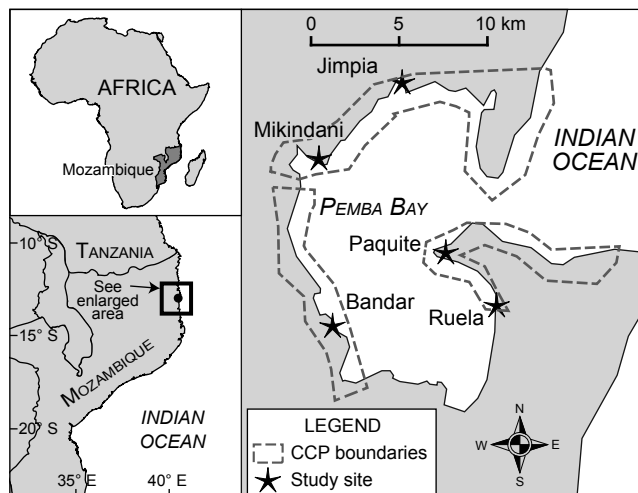 AFRICA
Mozambique
10° S
TANZANIA
See
enlarged
area
15° S
MOZAMBIQUE
20° S
INDIAN
OCEAN
35° E
40° E
0
5
10 km
Jimpia
Mikindani
INDIAN
OCEAN
PEMBA BAY
Paquite
Bandar
Ruela
LEGEND
CCP boundaries
Study site
N
W
E
S